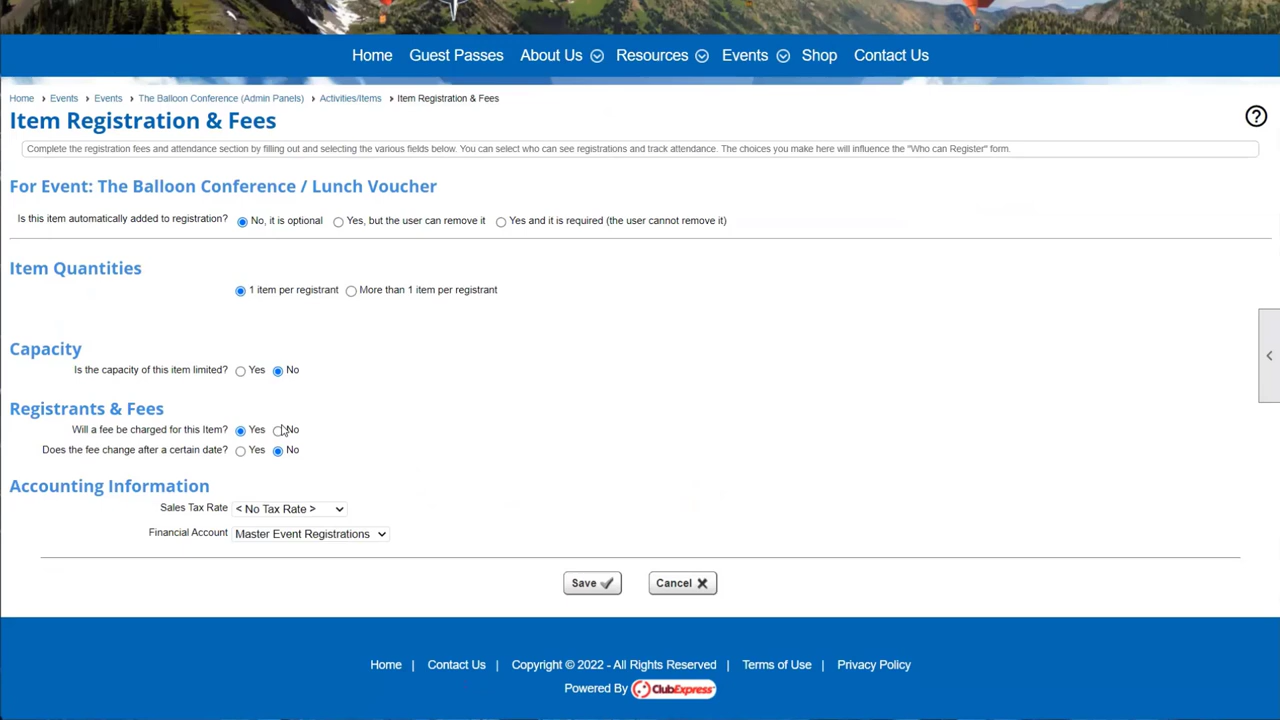 Home Guest Passes About Us Resources Events Shop Contact Us
Home › Events › Events › The Balloon Conference (Admin Panels) › Activities/Items › Item Registration & Fees
Item Registration & Fees
?
Complete the registration fees and attendance section by filling out and selecting the various fields below. You can select who can see registrations and track attendance. The choices you make here will influence the "Who can Register" form.
For Event: The Balloon Conference / Lunch Voucher
Is this item automatically added to registration? No, it is optional Yes, but the user can remove it Yes and it is required (the user cannot remove it)
Item Quantities
1 item per registrant More than 1 item per registrant
Capacity
Is the capacity of this item limited? Yes No
Registrants & Fees
Will a fee be charged for this Item? Yes No
Does the fee change after a certain date? Yes No
Accounting Information
Sales Tax Rate < No Tax Rate >
Financial Account Master Event Registrations
Save Cancel
Home | Contact Us | Copyright © 2022 - All Rights Reserved | Terms of Use | Privacy Policy
Powered By ClubExpress